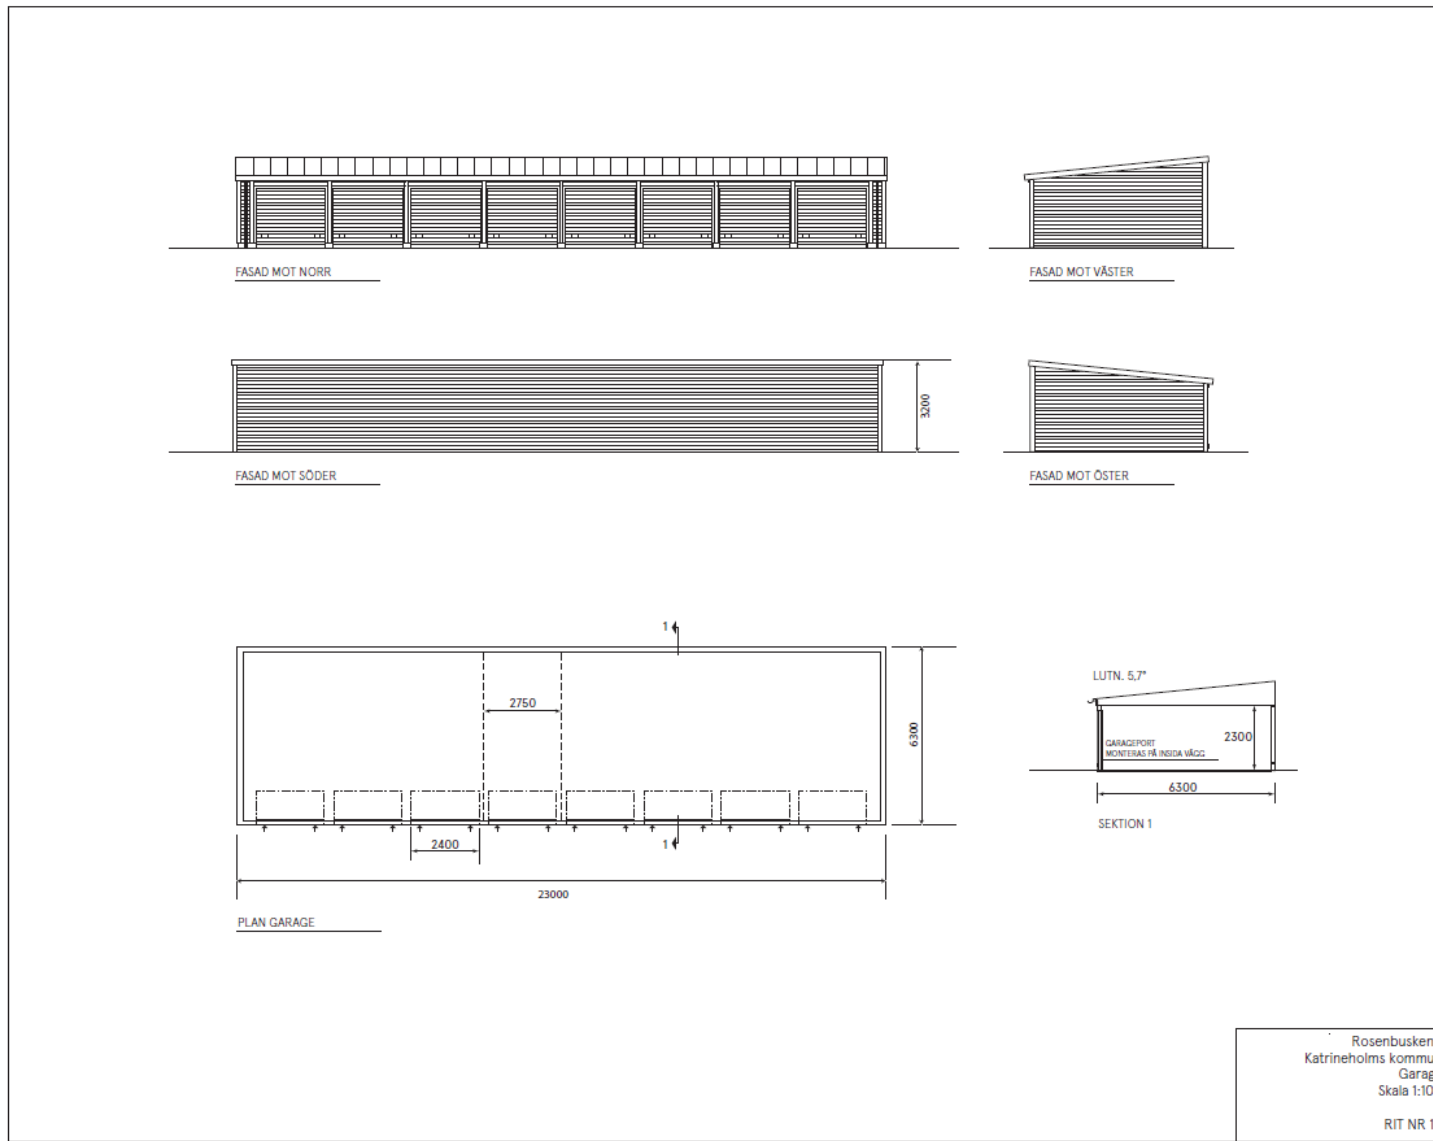 FASAD MOT NORR
FASAD MOT VÄSTER
3200
FASAD MOT SÖDER
FASAD MOT ÖSTER
1
2750
6300
LUTN. 5,7°
GARAGEPORT
MONTERAS PÅ INSIDA VÄGG
2300
6300
SEKTION 1
2400
1
23000
PLAN GARAGE
Rosenbusken
Katrineholms kommu
Garag
Skala 1:10
RIT NR 1